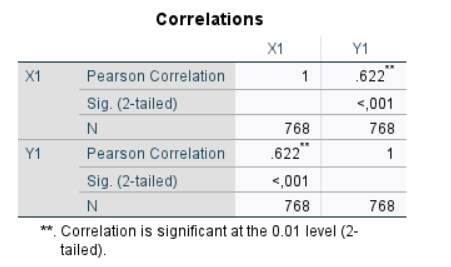 Correlations
X1 Y1
X1 Pearson Correlation 1 .622**
Sig. (2-tailed) <,001
N 768 768
Y1 Pearson Correlation .622** 1
Sig. (2-tailed) <,001
N 768 768
**. Correlation is significant at the 0.01 level (2-
tailed).